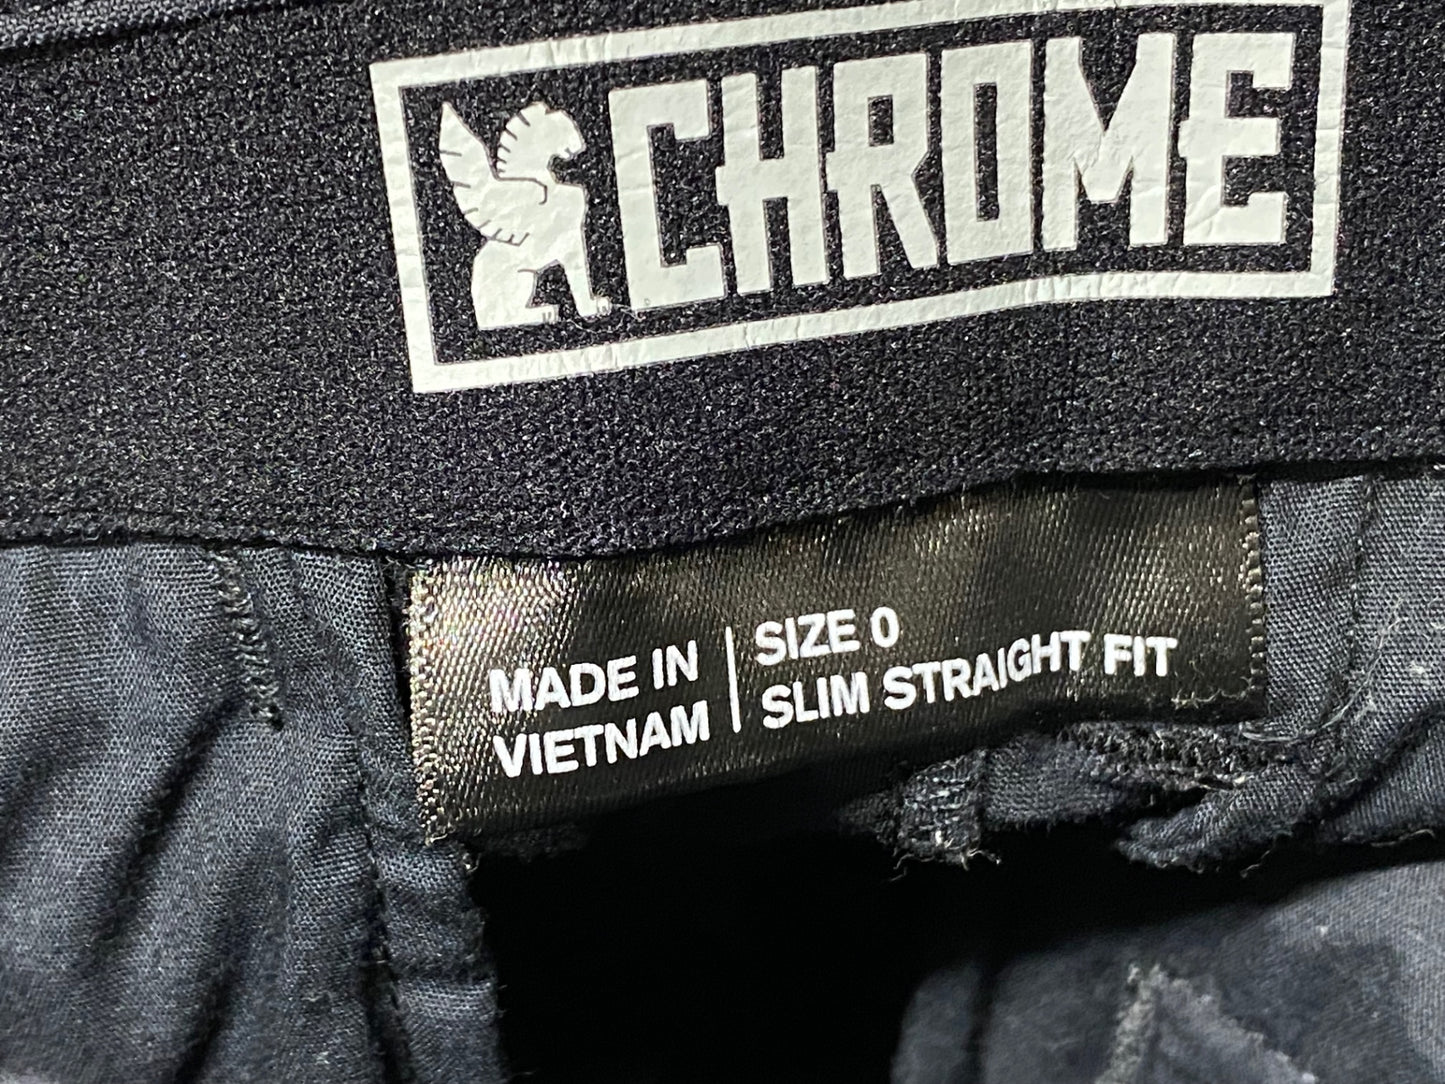 CHROME
MADE IN
VIETNAM
SIZE 0
SLIM STRAIGHT FIT